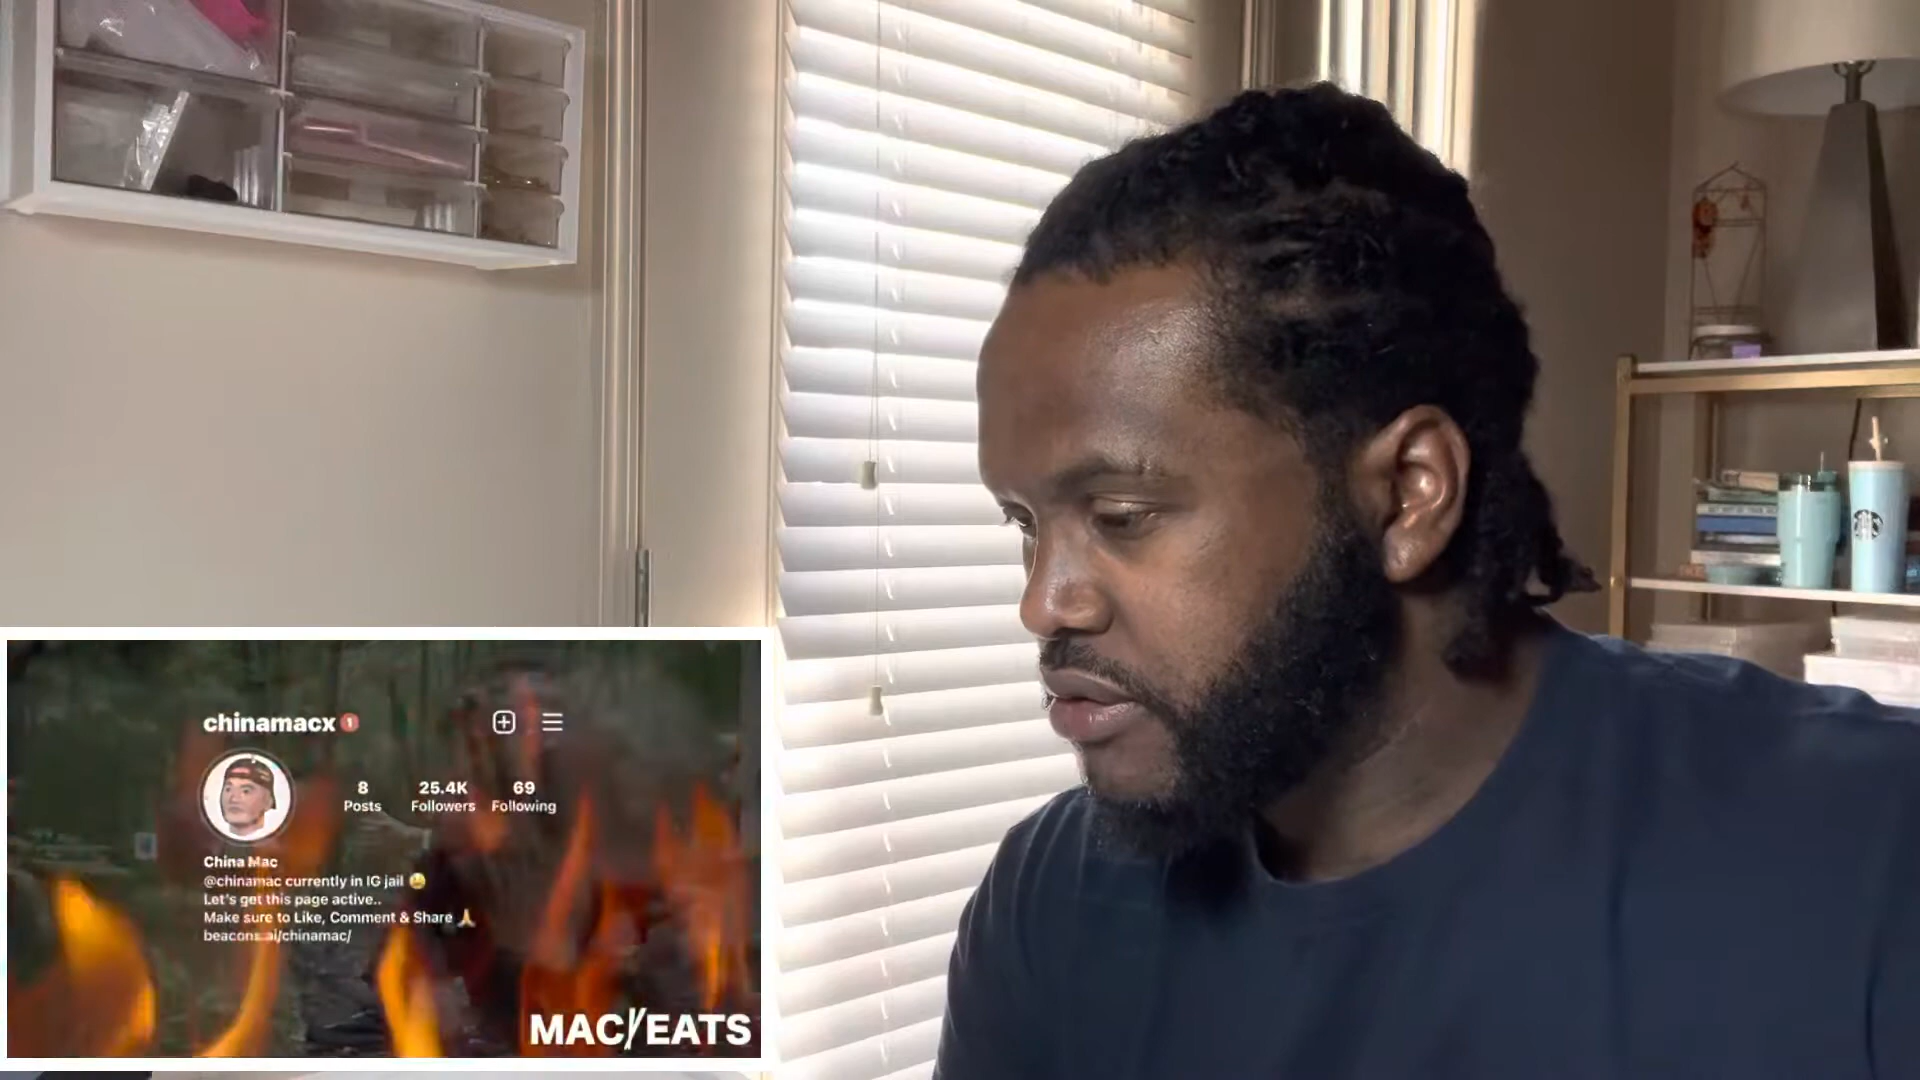 chinamacx 1
8 25.4K 69
Posts Followers Following
China Mac
@chinamac currently in IG jail 😅
Let's get this page active..
Make sure to Like, Comment & Share 🙏
beacons.ai/chinamac/
MAC/EATS